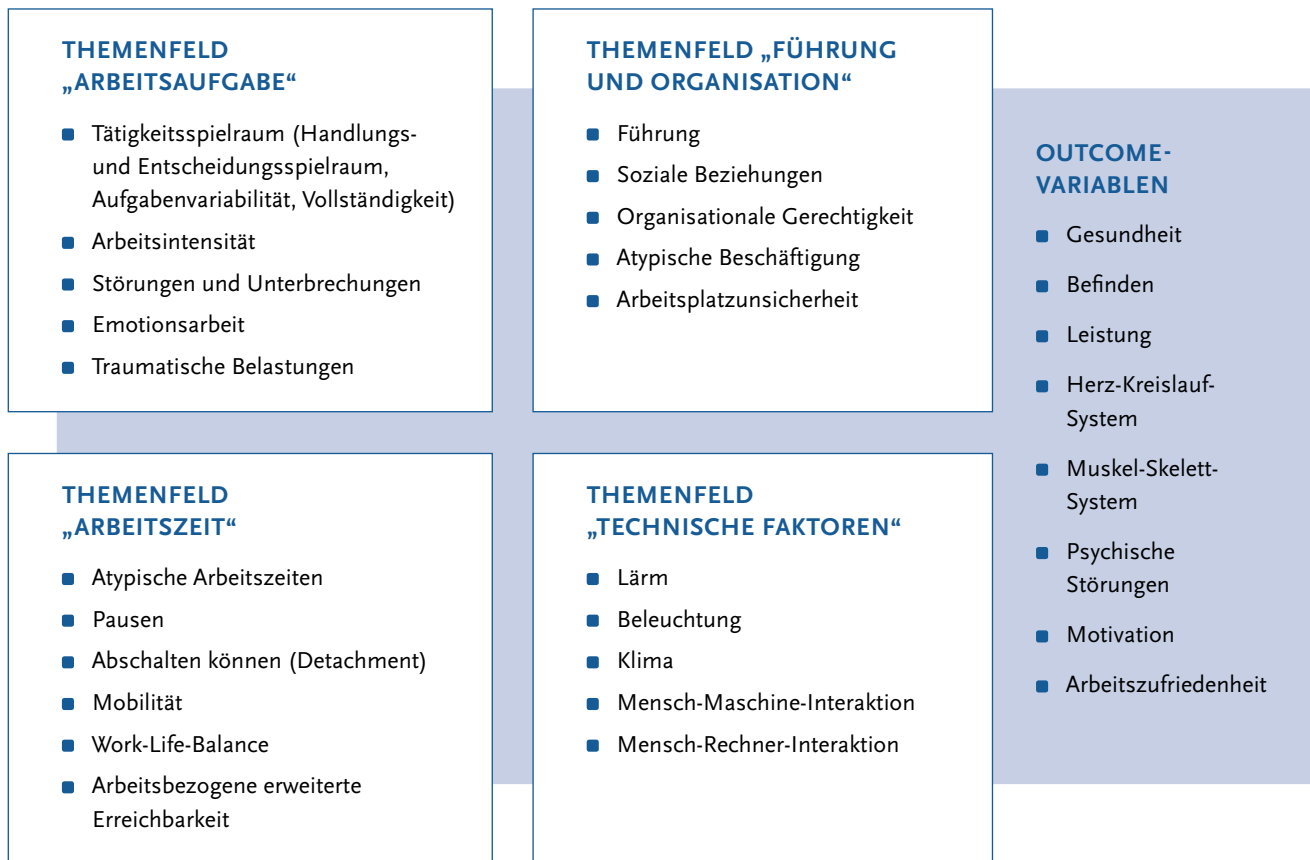 THEMENFELD
„ARBEITSAUFGABE“
Tätigkeitsspielraum (Handlungs-
und Entscheidungsspielraum,
Aufgabenvariabilität, Vollständigkeit)
Arbeitsintensität
Störungen und Unterbrechungen
Emotionsarbeit
Traumatische Belastungen
THEMENFELD „FÜHRUNG
UND ORGANISATION“
Führung
Soziale Beziehungen
Organisationale Gerechtigkeit
Atypische Beschäftigung
Arbeitsplatzunsicherheit
THEMENFELD
„ARBEITSZEIT“
Atypische Arbeitszeiten
Pausen
Abschalten können (Detachment)
Mobilität
Work-Life-Balance
Arbeitsbezogene erweiterte
Erreichbarkeit
THEMENFELD
„TECHNISCHE FAKTOREN“
Lärm
Beleuchtung
Klima
Mensch-Maschine-Interaktion
Mensch-Rechner-Interaktion
OUTCOME-
VARIABLEN
Gesundheit
Befinden
Leistung
Herz-Kreislauf-
System
Muskel-Skelett-
System
Psychische
Störungen
Motivation
Arbeitszufriedenheit